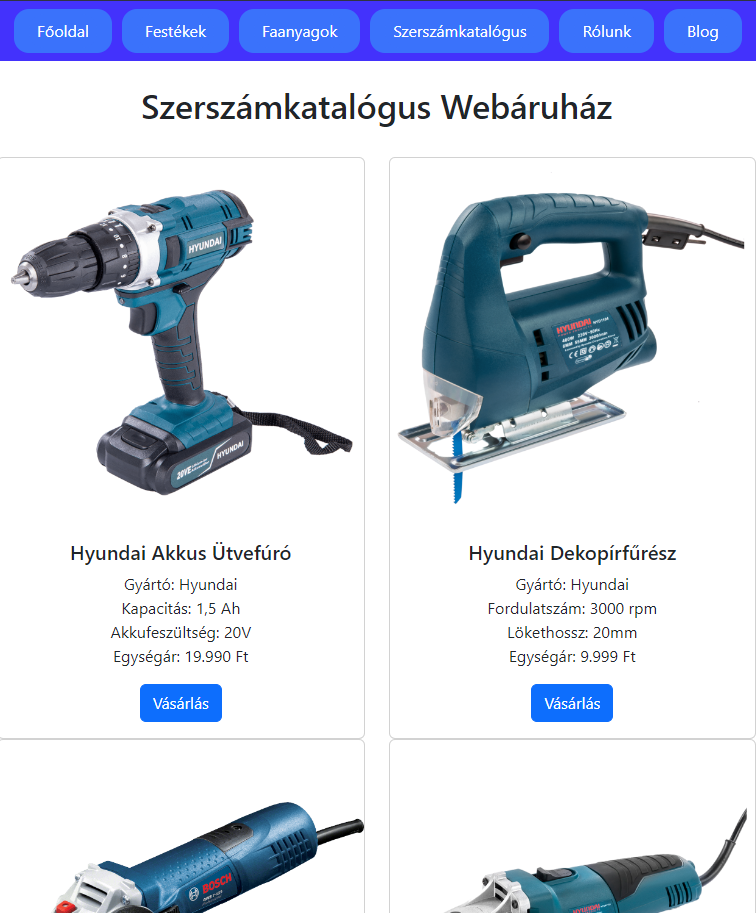 Főoldal
Festékek
Faanyagok
Szerszámkatalógus
Rólunk
Blog
Szerszámkatalógus Webáruház
HYUNDAI
20VE
HYUNDAI
HYUNDAI
Hyundai Akkus Ütvefúró
Gyártó: Hyundai
Kapacitás: 1,5 Ah
Akkufeszültség: 20V
Egységár: 19.990 Ft
Vásárlás
Hyundai Dekopírfűrész
Gyártó: Hyundai
Fordulatszám: 3000 rpm
Lökethossz: 20mm
Egységár: 9.999 Ft
Vásárlás
BOSCH
HYUNDAI